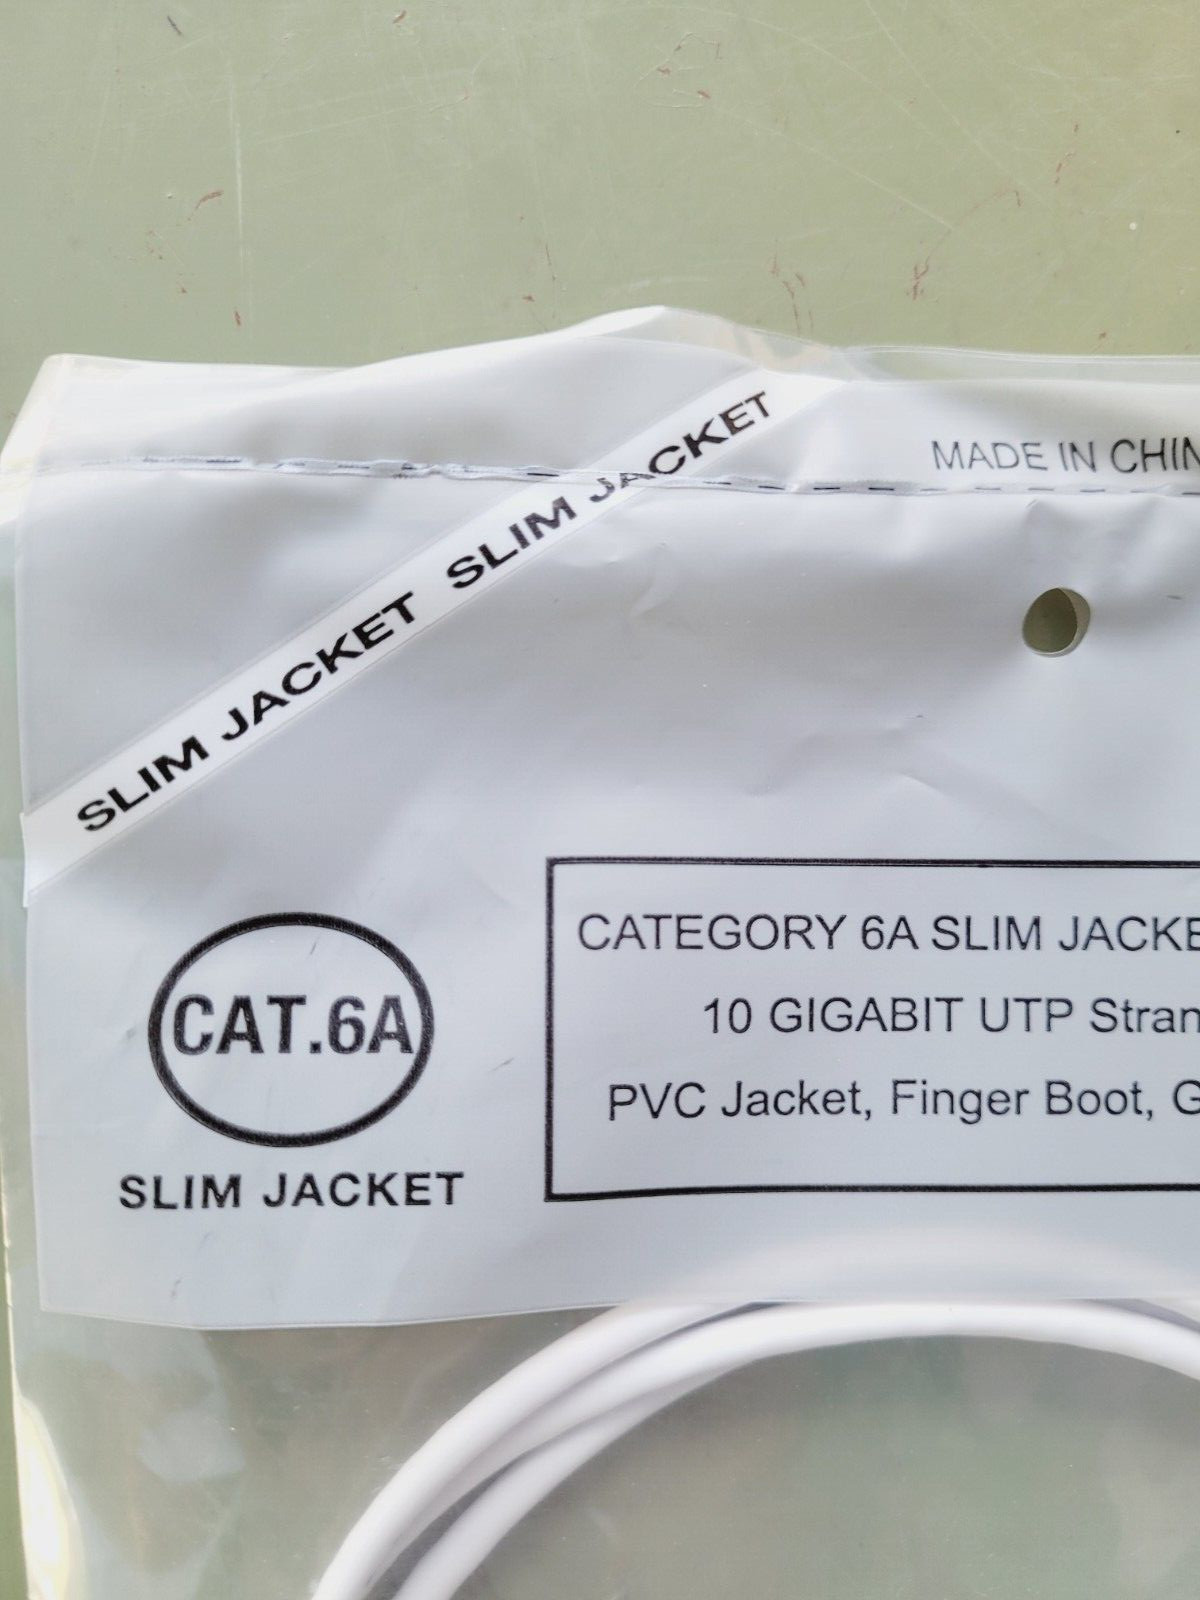 SLIM JACKET SLIM JACKET
MADE IN CHIN
CAT.6A
SLIM JACKET
CATEGORY 6A SLIM JACKE
10 GIGABIT UTP Stran
PVC Jacket, Finger Boot, G